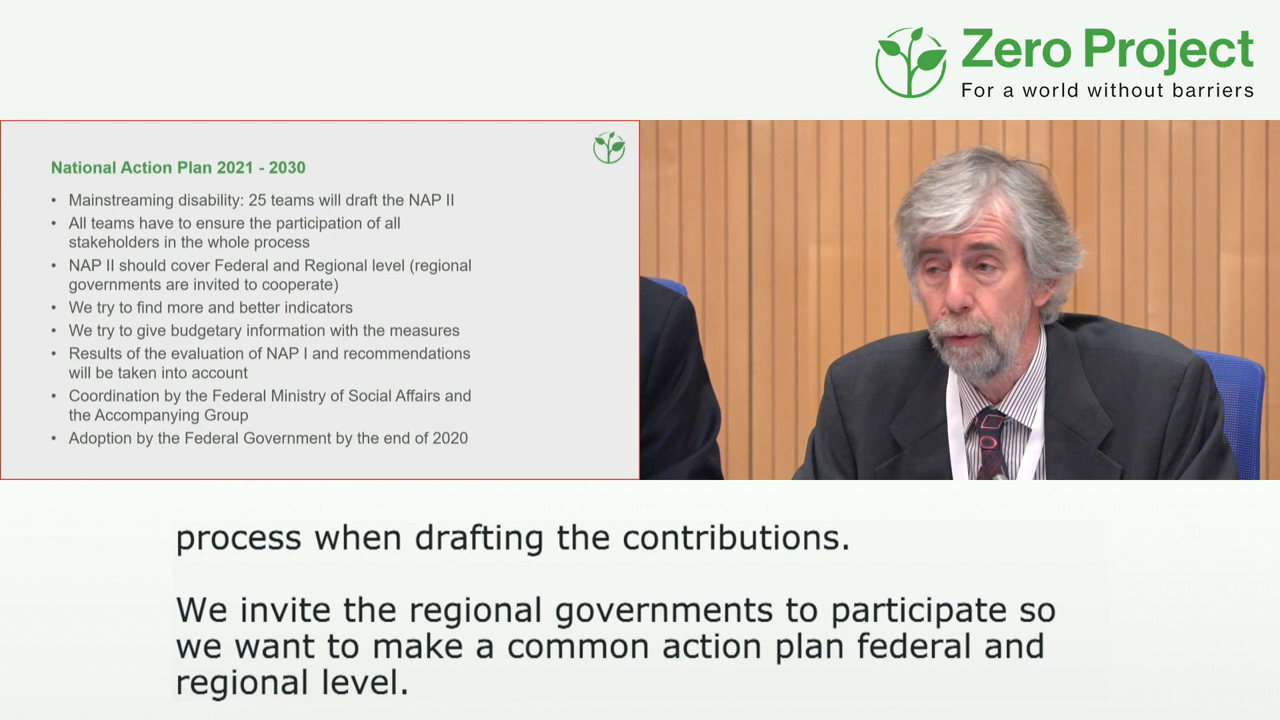 Zero Project
For a world without barriers
National Action Plan 2021 - 2030
• Mainstreaming disability: 25 teams will draft the NAP II
• All teams have to ensure the participation of all
stakeholders in the whole process
• NAP II should cover Federal and Regional level (regional
governments are invited to cooperate)
• We try to find more and better indicators
• We try to give budgetary information with the measures
• Results of the evaluation of NAP I and recommendations
will be taken into account
• Coordination by the Federal Ministry of Social Affairs and
the Accompanying Group
• Adoption by the Federal Government by the end of 2020
process when drafting the contributions.
We invite the regional governments to participate so
we want to make a common action plan federal and
regional level.